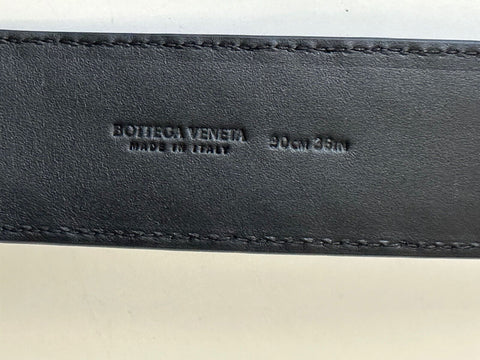 BOTTEGA VENETA 90CM 36IN
MADE IN ITALY